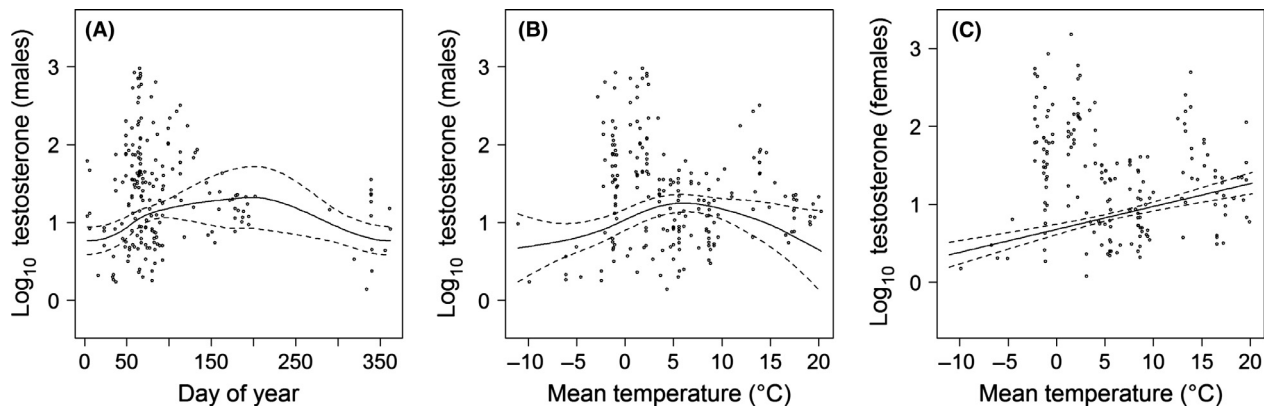 (A)
Log10 testosterone (males)
3
2
1
0
0 50 150 250 350
Day of year
(B)
Log10 testosterone (males)
3
2
1
0
–10 –5 0 5 10 15 20
Mean temperature (°C)
(C)
Log10 testosterone (females)
3
2
1
0
–10 –5 0 5 10 15 20
Mean temperature (°C)